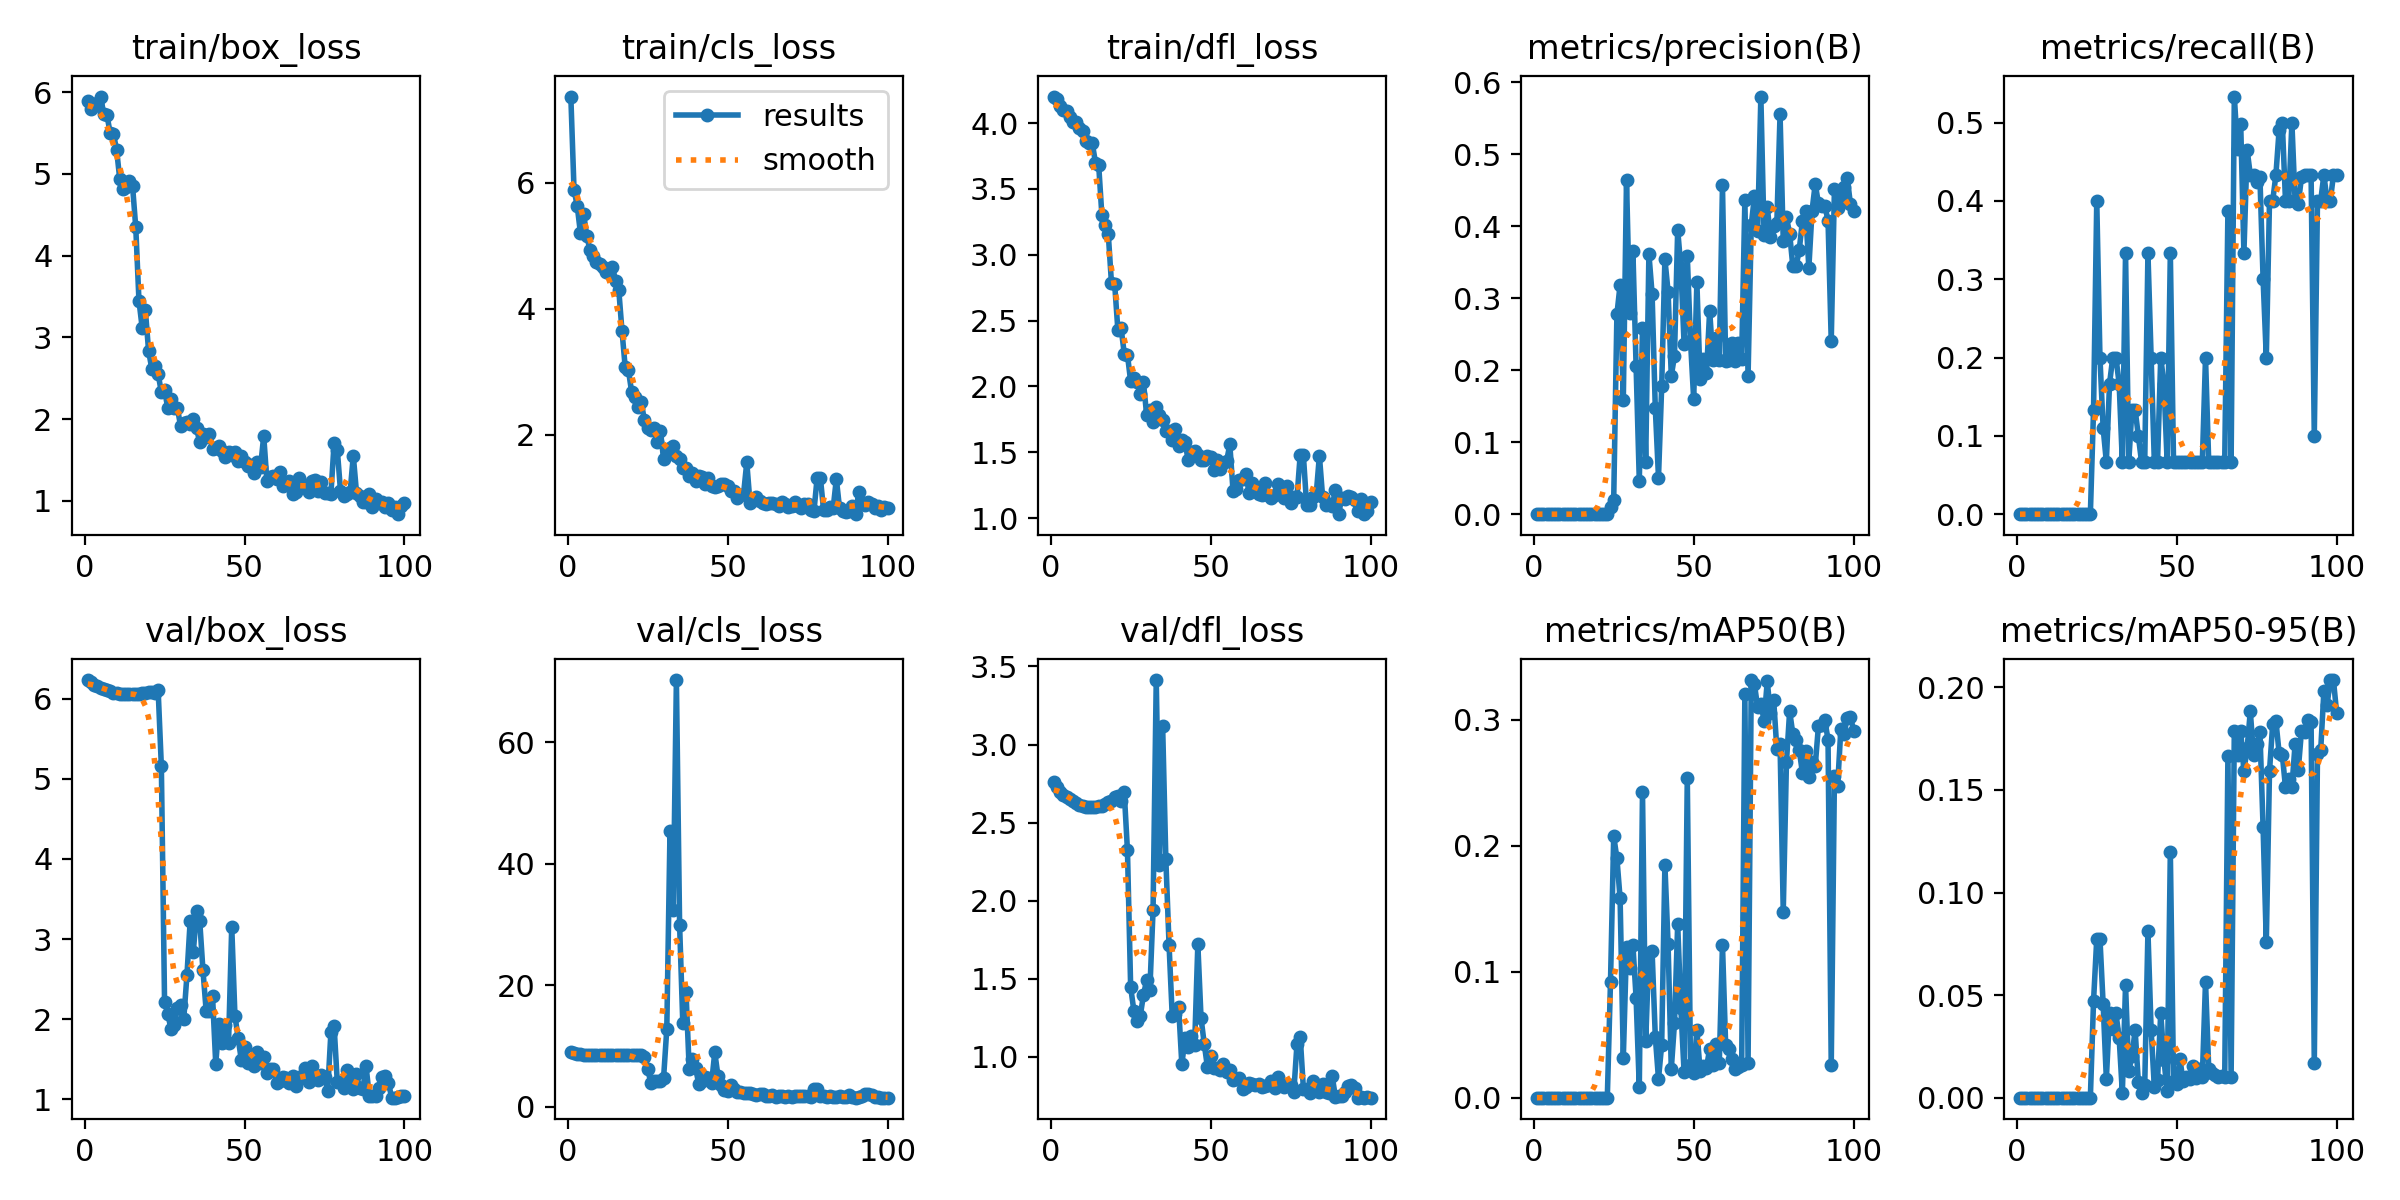 train/box_loss
train/cls_loss
train/dfl_loss
metrics/precision(B)
metrics/recall(B)
6
5
4
3
2
1
0 50 100
results
smooth
6
4
2
0 50 100
4.0
3.5
3.0
2.5
2.0
1.5
1.0
0 50 100
0.6
0.5
0.4
0.3
0.2
0.1
0.0
0 50 100
0.5
0.4
0.3
0.2
0.1
0.0
0 50 100
val/box_loss
val/cls_loss
val/dfl_loss
metrics/mAP50(B)
metrics/mAP50-95(B)
6
5
4
3
2
1
0 50 100
60
40
20
0
0 50 100
3.5
3.0
2.5
2.0
1.5
1.0
0 50 100
0.3
0.2
0.1
0.0
0 50 100
0.20
0.15
0.10
0.05
0.00
0 50 100